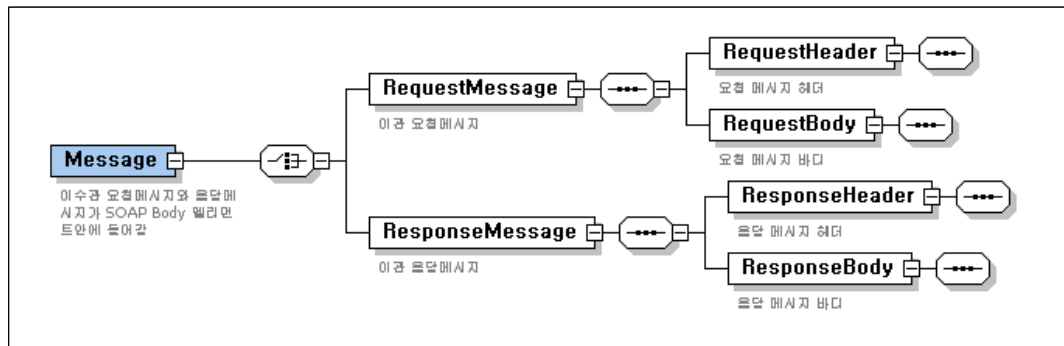 Message
이수관 요청메시지와 응답메
시지가 SOAP Body 엘리먼
트안에 들어감
RequestMessage
이관 요청메시지
RequestHeader
요청 메시지 헤더
RequestBody
요청 메시지 바디
ResponseMessage
이관 응답메시지
ResponseHeader
응답 메시지 헤더
ResponseBody
응답 메시지 바디